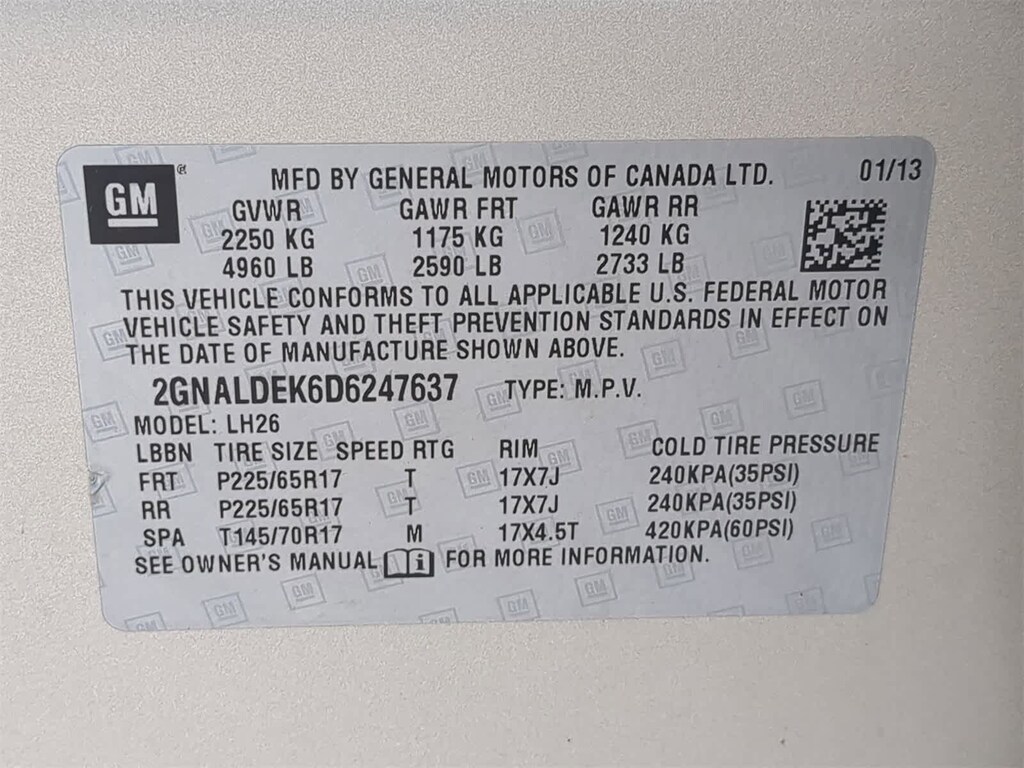 GM ® MFD BY GENERAL MOTORS OF CANADA LTD. 01/13
GVWR GAWR FRT GAWR RR
2250 KG 1175 KG 1240 KG
4960 LB 2590 LB 2733 LB
THIS VEHICLE CONFORMS TO ALL APPLICABLE U.S. FEDERAL MOTOR
VEHICLE SAFETY AND THEFT PREVENTION STANDARDS IN EFFECT ON
THE DATE OF MANUFACTURE SHOWN ABOVE.
2GNALDEK6D6247637 TYPE: M.P.V.
MODEL: LH26
LBBN TIRE SIZE SPEED RTG RIM COLD TIRE PRESSURE
FRT P225/65R17 T 17X7J 240KPA(35PSI)
RR P225/65R17 T 17X7J 240KPA(35PSI)
SPA T145/70R17 M 17X4.5T 420KPA(60PSI)
SEE OWNER'S MANUAL i FOR MORE INFORMATION.